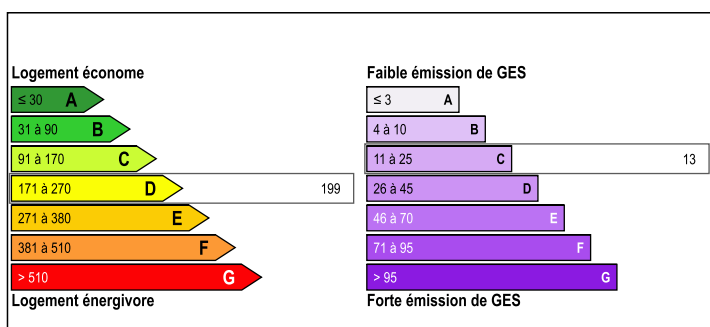 Logement économe
≤ 30 A
31 à 90 B
91 à 170 C
171 à 270 D 199
271 à 380 E
381 à 510 F
> 510 G
Logement énergivore
Faible émission de GES
≤ 3 A
4 à 10 B
11 à 25 C 13
26 à 45 D
46 à 70 E
71 à 95 F
> 95 G
Forte émission de GES